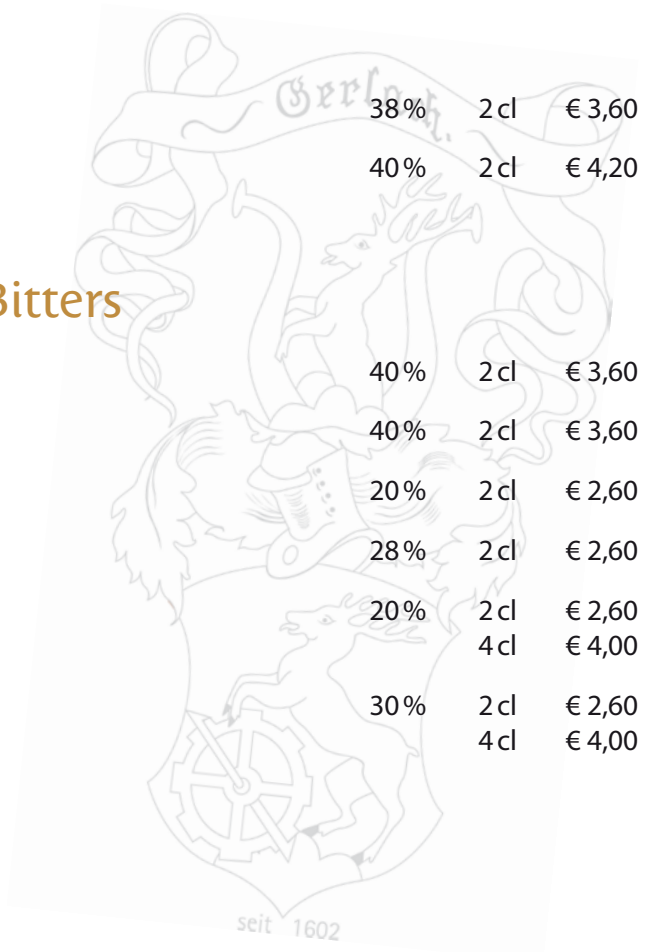 Gerlach.
38 % 2 cl € 3,60
40 % 2 cl € 4,20
Bitters
40 % 2 cl € 3,60
40 % 2 cl € 3,60
20 % 2 cl € 2,60
28 % 2 cl € 2,60
20 % 2 cl € 2,60
4 cl € 4,00
30 % 2 cl € 2,60
4 cl € 4,00
seit 1602